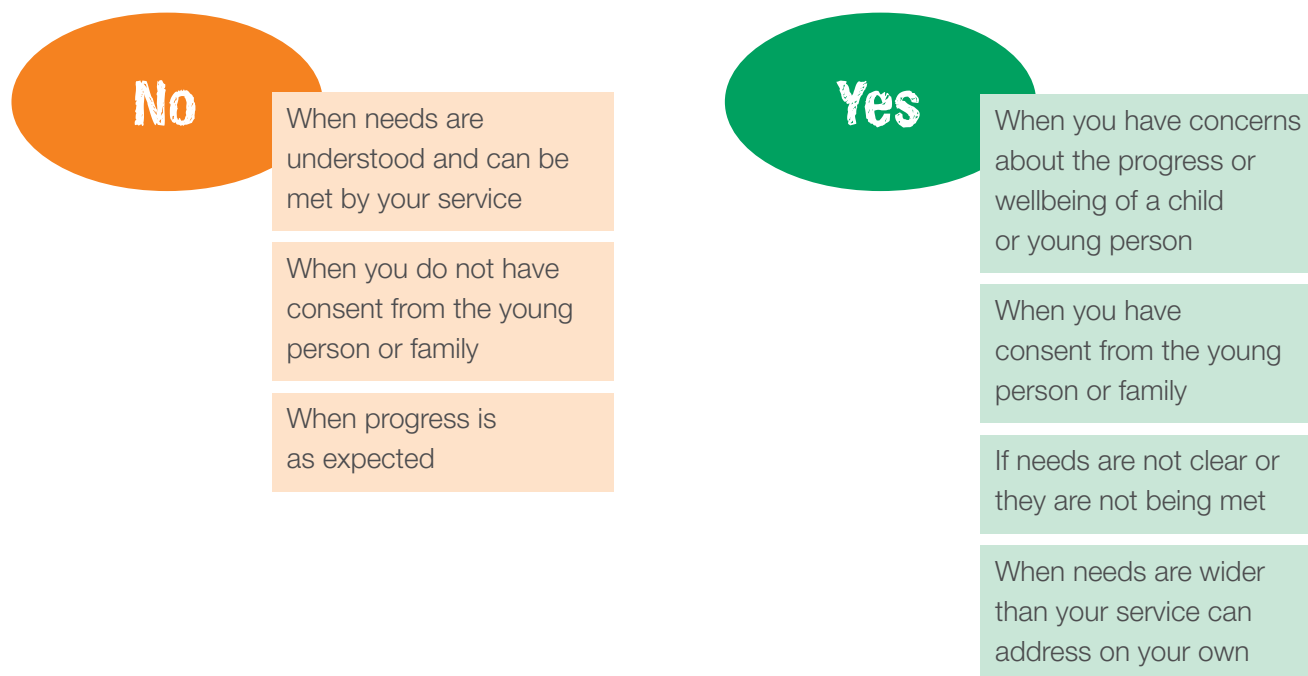 No
When needs are
understood and can be
met by your service
When you do not have
consent from the young
person or family
When progress is
as expected
Yes
When you have concerns
about the progress or
wellbeing of a child
or young person
When you have
consent from the young
person or family
If needs are not clear or
they are not being met
When needs are wider
than your service can
address on your own